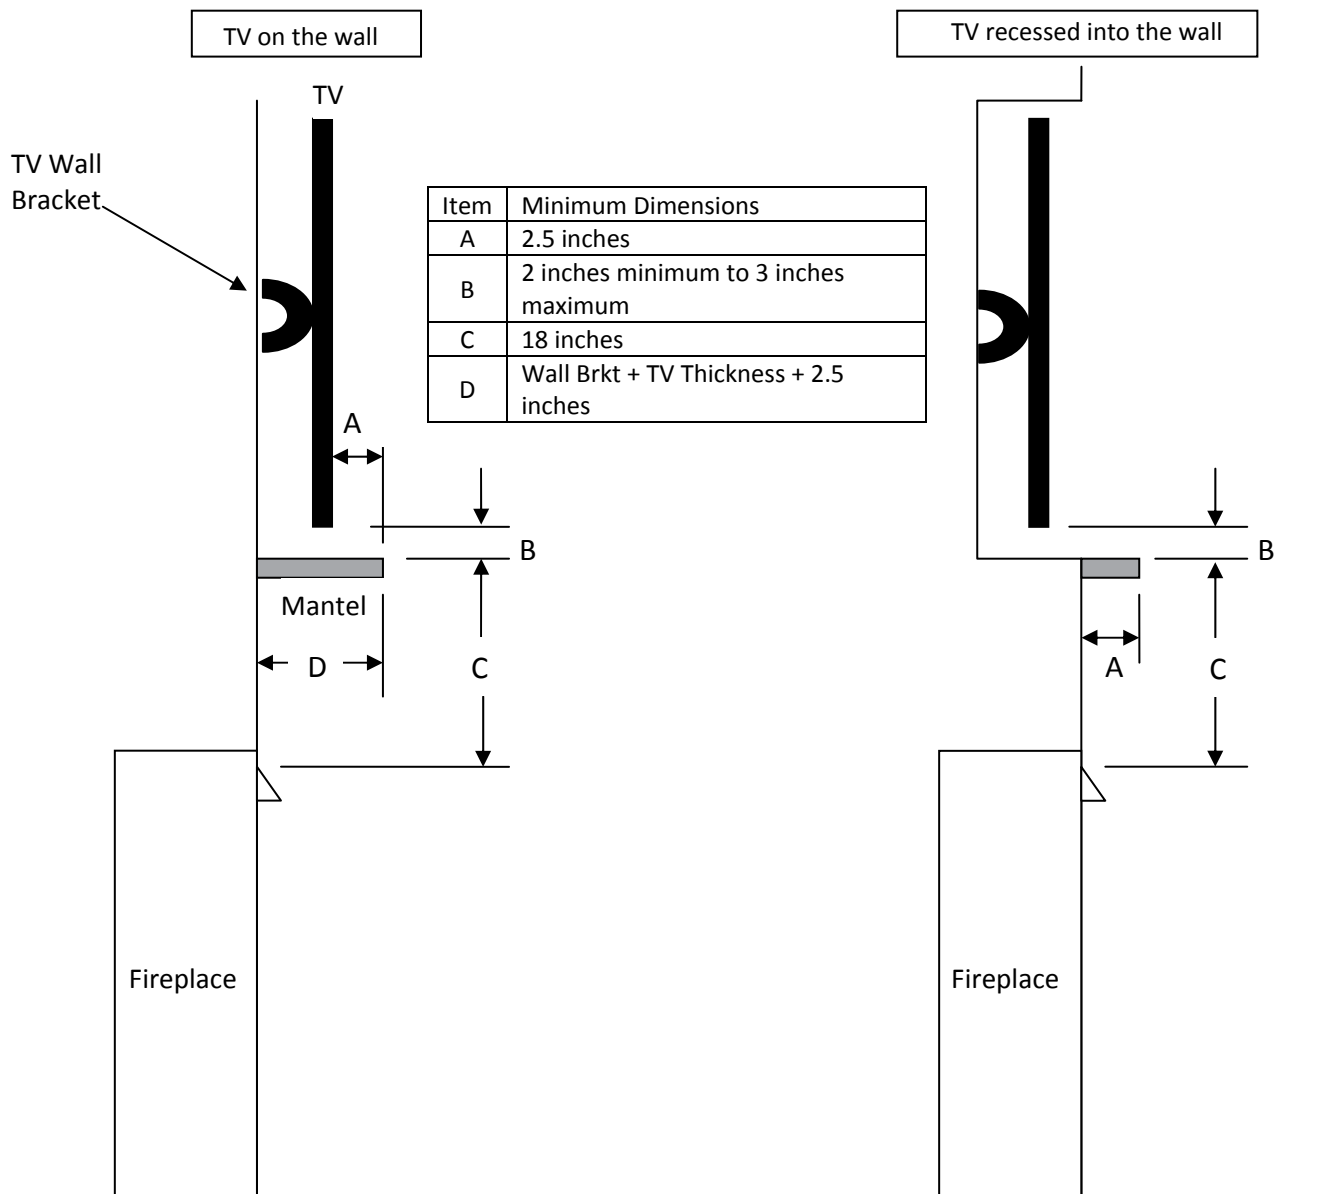 TV on the wall
TV recessed into the wall
TV
TV Wall
Bracket
Item Minimum Dimensions
A 2.5 inches
B 2 inches minimum to 3 inches
maximum
C 18 inches
D Wall Brkt + TV Thickness + 2.5
inches
A
B
Mantel
D
C
Fireplace
B
A
C
Fireplace